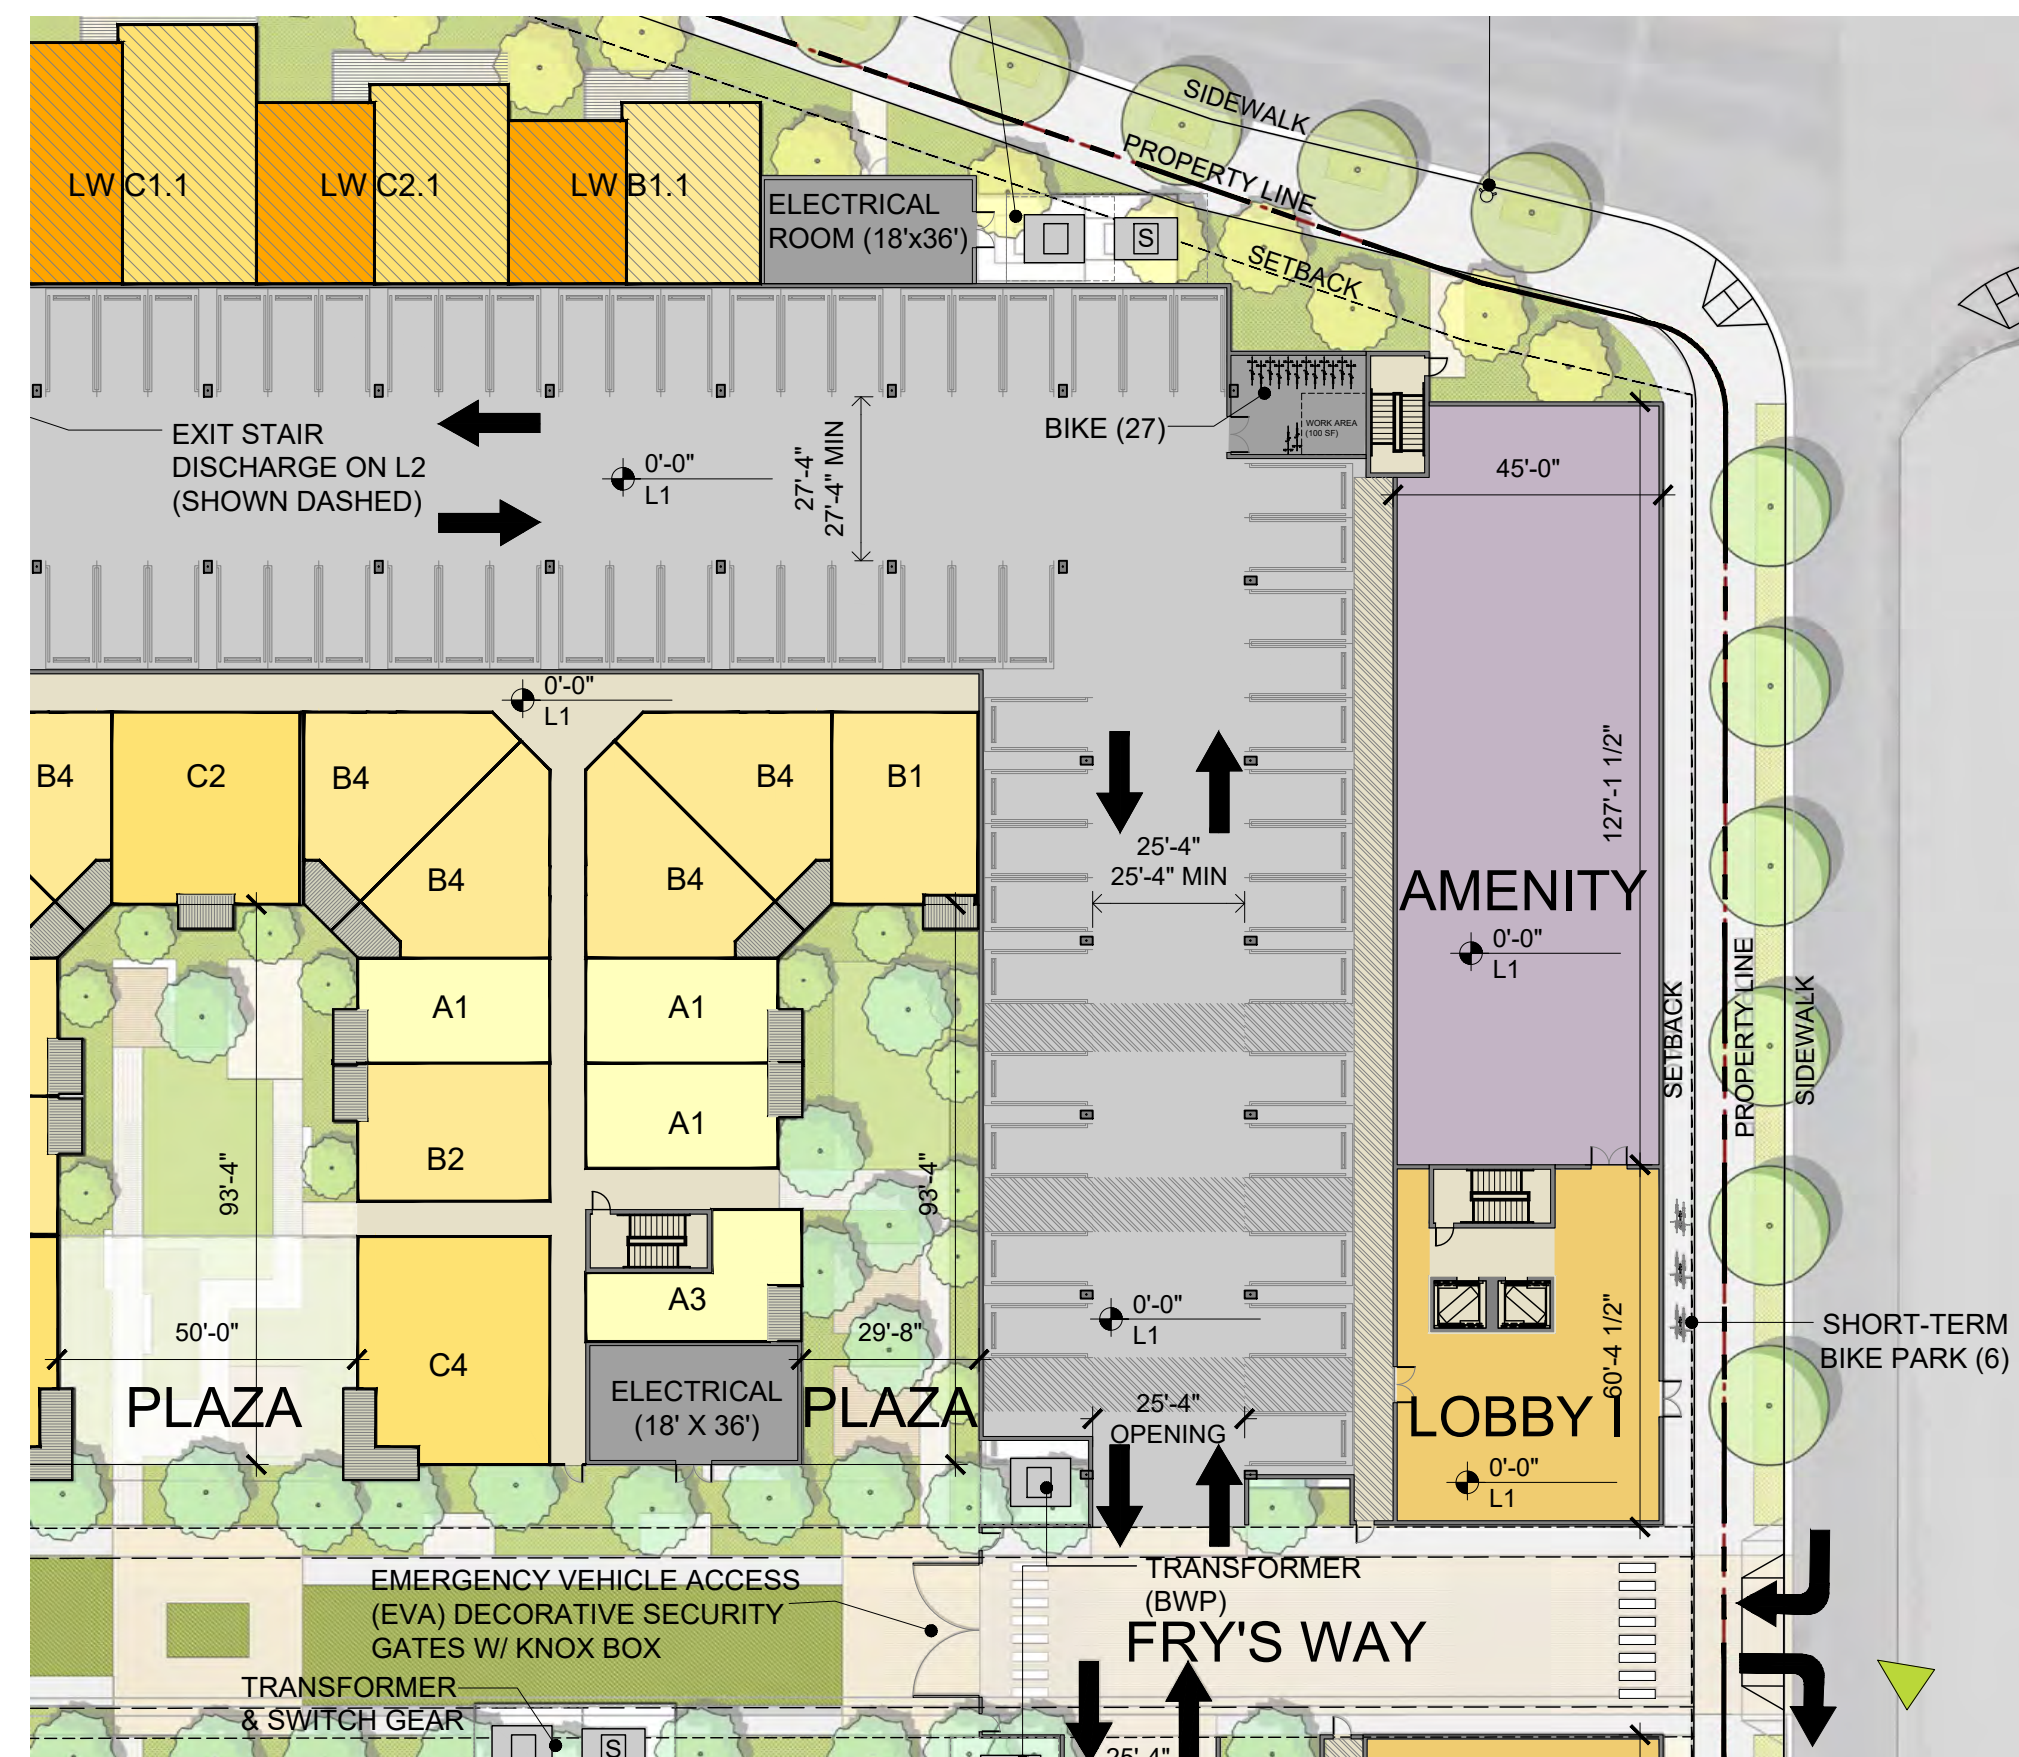 SIDEWALK
PROPERTY LINE
SETBACK
LW C1.1
LW C2.1
LW B1.1
ELECTRICAL
ROOM (18'x36')
S
EXIT STAIR
DISCHARGE ON L2
(SHOWN DASHED)
0'-0"
L1
27'-4"
27'-4" MIN
BIKE (27)
WORK AREA
(100 SF)
45'-0"
0'-0"
L1
B4
C2
B4
B4
B1
B4
B4
25'-4"
25'-4" MIN
127'-1 1/2"
AMENITY
0'-0"
L1
A1
A1
A1
B2
93'-4"
93'-4"
SETBACK
PROPERTY LINE
SIDEWALK
A3
50'-0"
29'-8"
0'-0"
L1
60'-4 1/2"
SHORT-TERM
BIKE PARK (6)
C4
PLAZA
ELECTRICAL
(18' X 36')
PLAZA
25'-4"
OPENING
LOBBY I
0'-0"
L1
EMERGENCY VEHICLE ACCESS
(EVA) DECORATIVE SECURITY
GATES W/ KNOX BOX
TRANSFORMER
(BWP)
FRY'S WAY
TRANSFORMER
& SWITCH GEAR
S
25'-4"